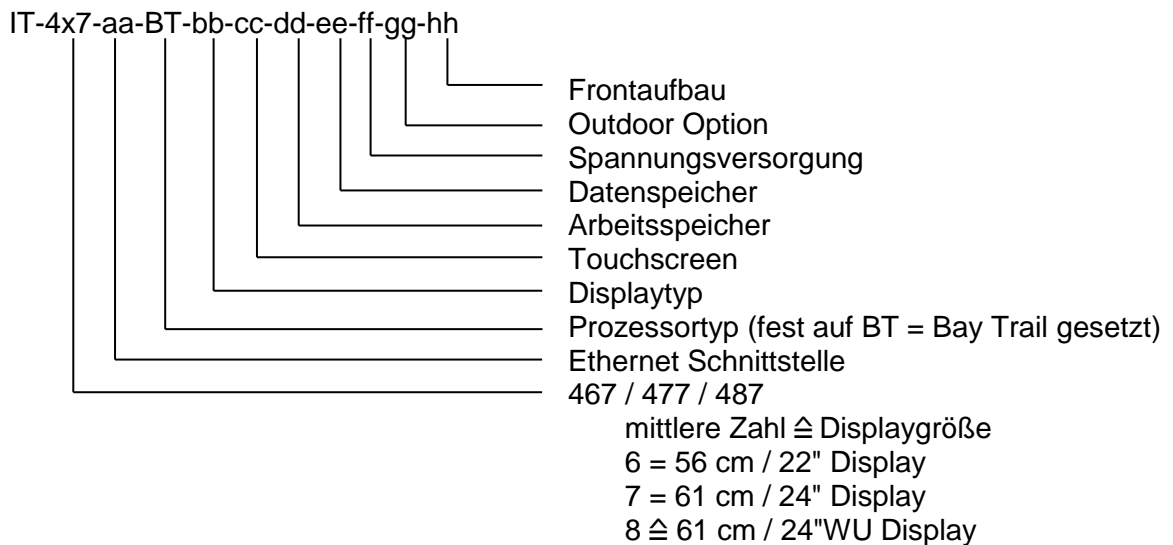 IT-4x7-aa-BT-bb-cc-dd-ee-ff-gg-hh
Frontaufbau
Outdoor Option
Spannungsversorgung
Datenspeicher
Arbeitsspeicher
Touchscreen
Displaytyp
Prozessortyp (fest auf BT = Bay Trail gesetzt)
Ethernet Schnittstelle
467 / 477 / 487
mittlere Zahl ≙ Displaygröße
6 = 56 cm / 22" Display
7 = 61 cm / 24" Display
8 ≙ 61 cm / 24"WU Display